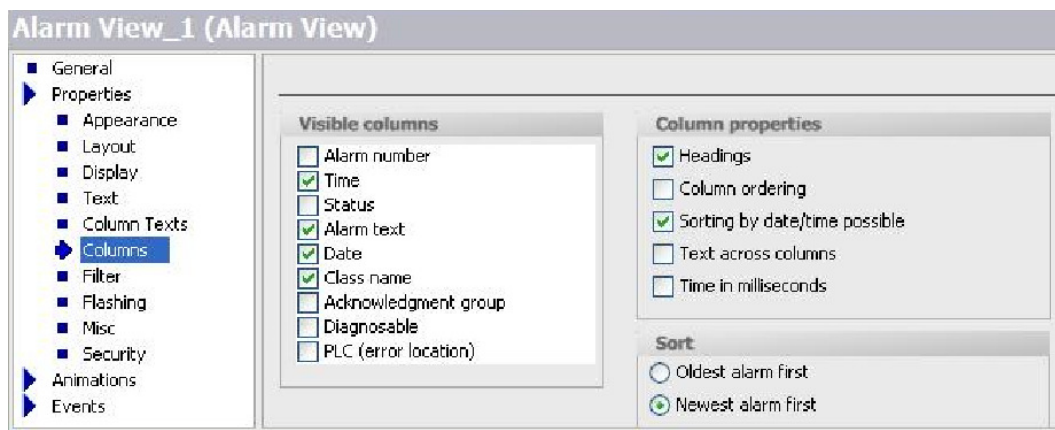 Alarm View_1 (Alarm View)
General
Properties
Appearance
Layout
Display
Text
Column Texts
Columns
Filter
Flashing
Misc
Security
Animations
Events
Visible columns
Alarm number
Time
Status
Alarm text
Date
Class name
Acknowledgment group
Diagnosable
PLC (error location)
Column properties
Headings
Column ordering
Sorting by date/time possible
Text across columns
Time in milliseconds
Sort
Oldest alarm first
Newest alarm first